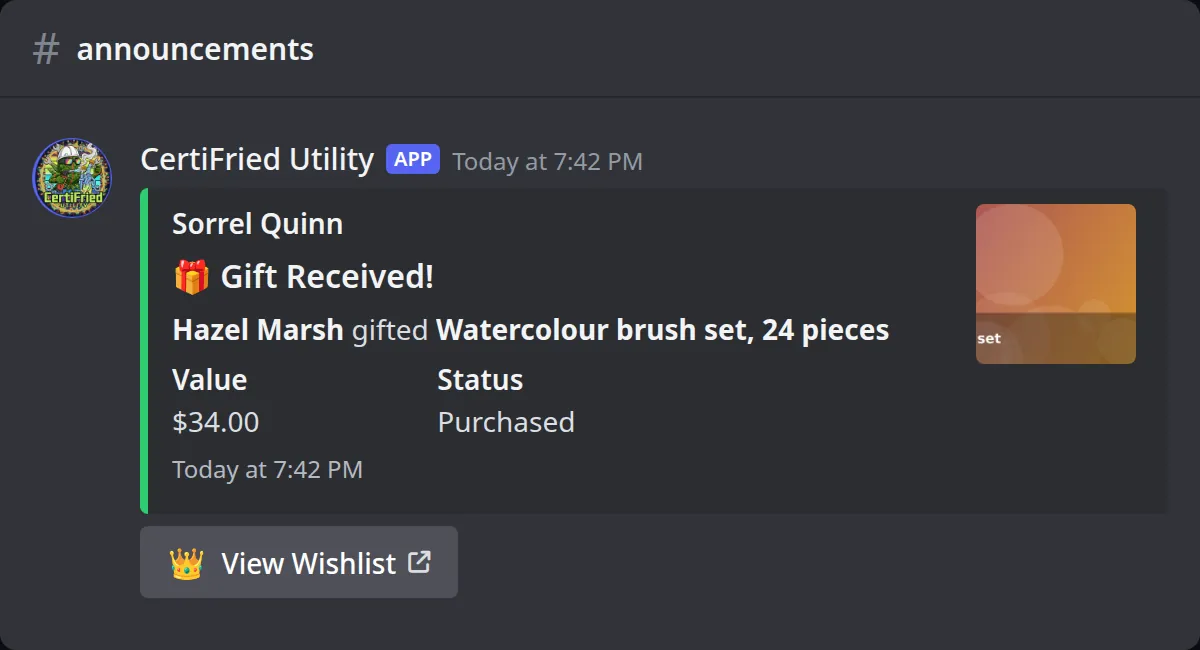 # announcements
CertiFried
CertiFried Utility APP Today at 7:42 PM
Sorrel Quinn
🎁 Gift Received!
Hazel Marsh gifted Watercolour brush set, 24 pieces
set
Value Status
$34.00 Purchased
Today at 7:42 PM
👑 View Wishlist